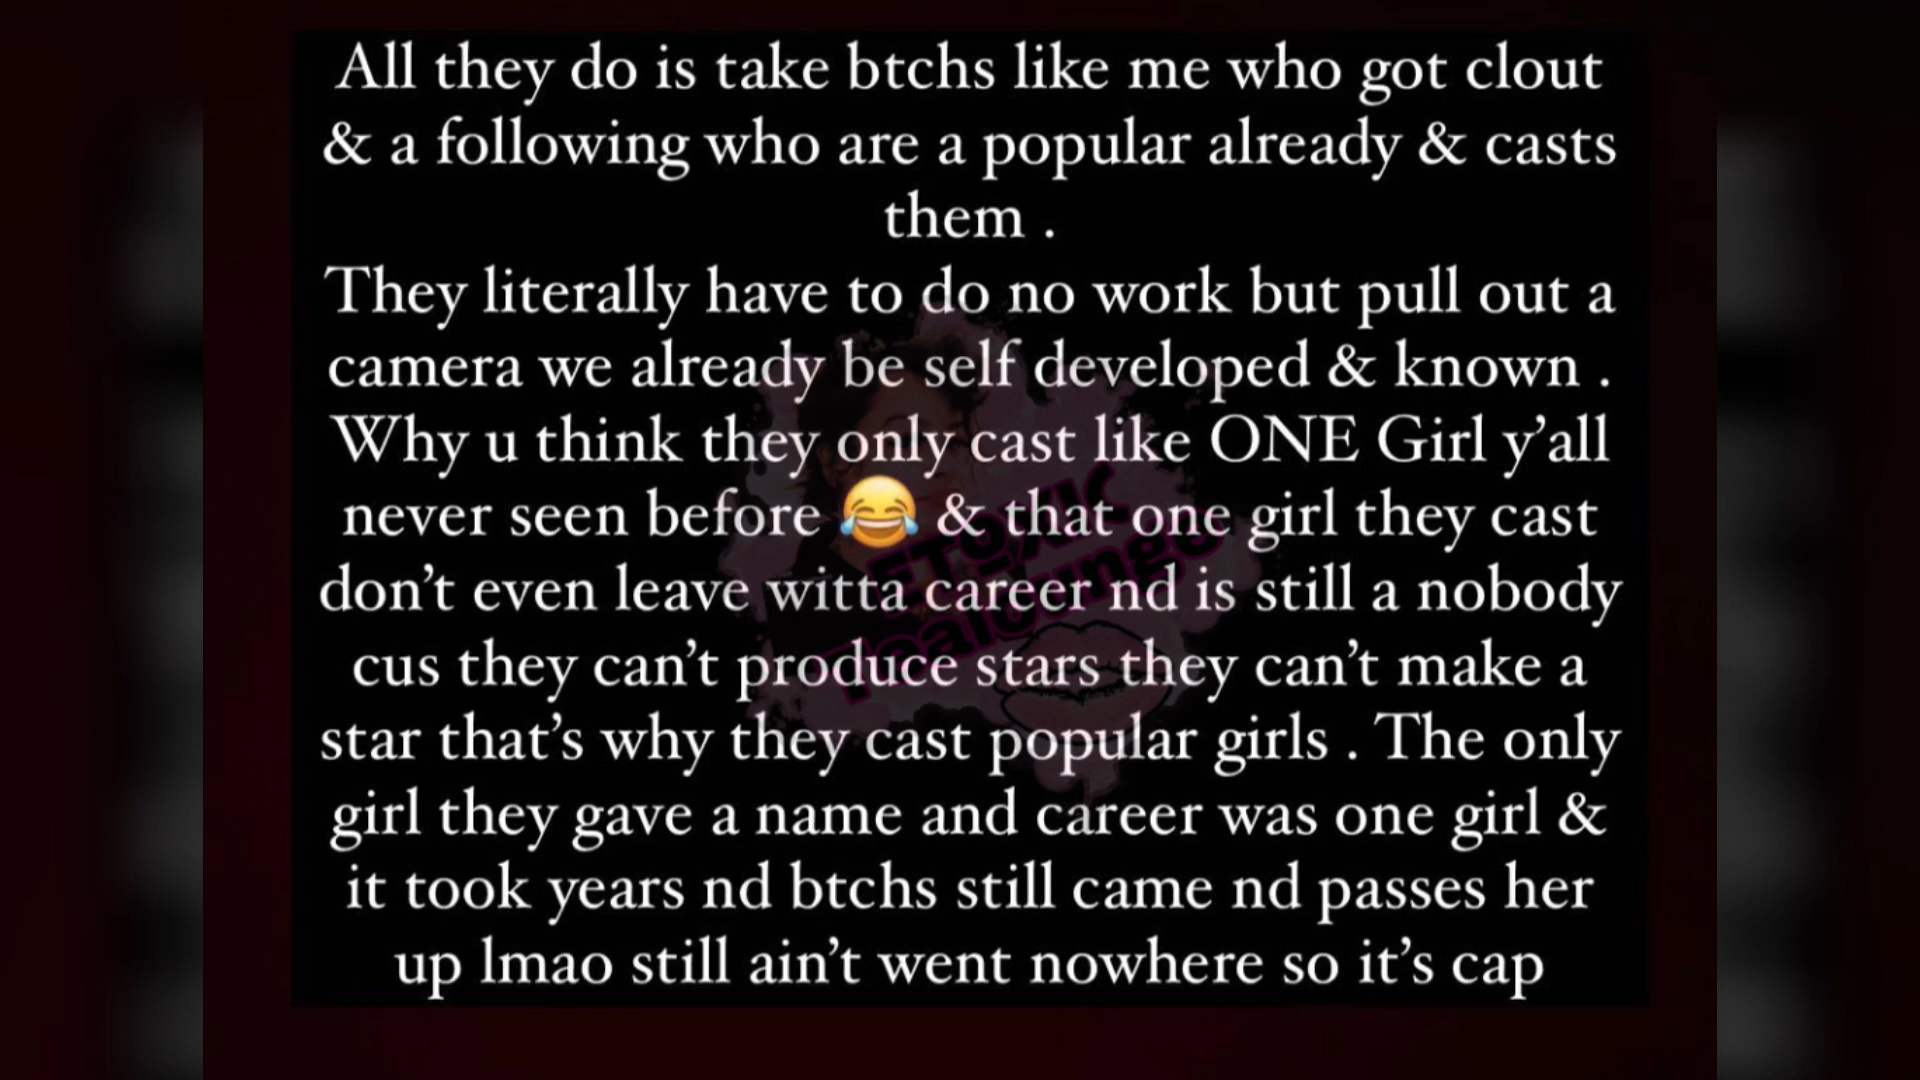 All they do is take btchs like me who got clout
& a following who are a popular already & casts
them .
They literally have to do no work but pull out a
camera we already be self developed & known .
Why u think they only cast like ONE Girl y’all
never seen before 😂 & that one girl they cast
don’t even leave witta career nd is still a nobody
cus they can’t produce stars they can’t make a
star that’s why they cast popular girls . The only
girl they gave a name and career was one girl &
it took years nd btchs still came nd passes her
up lmao still ain’t went nowhere so it’s cap
ETOXIC
Tealounge